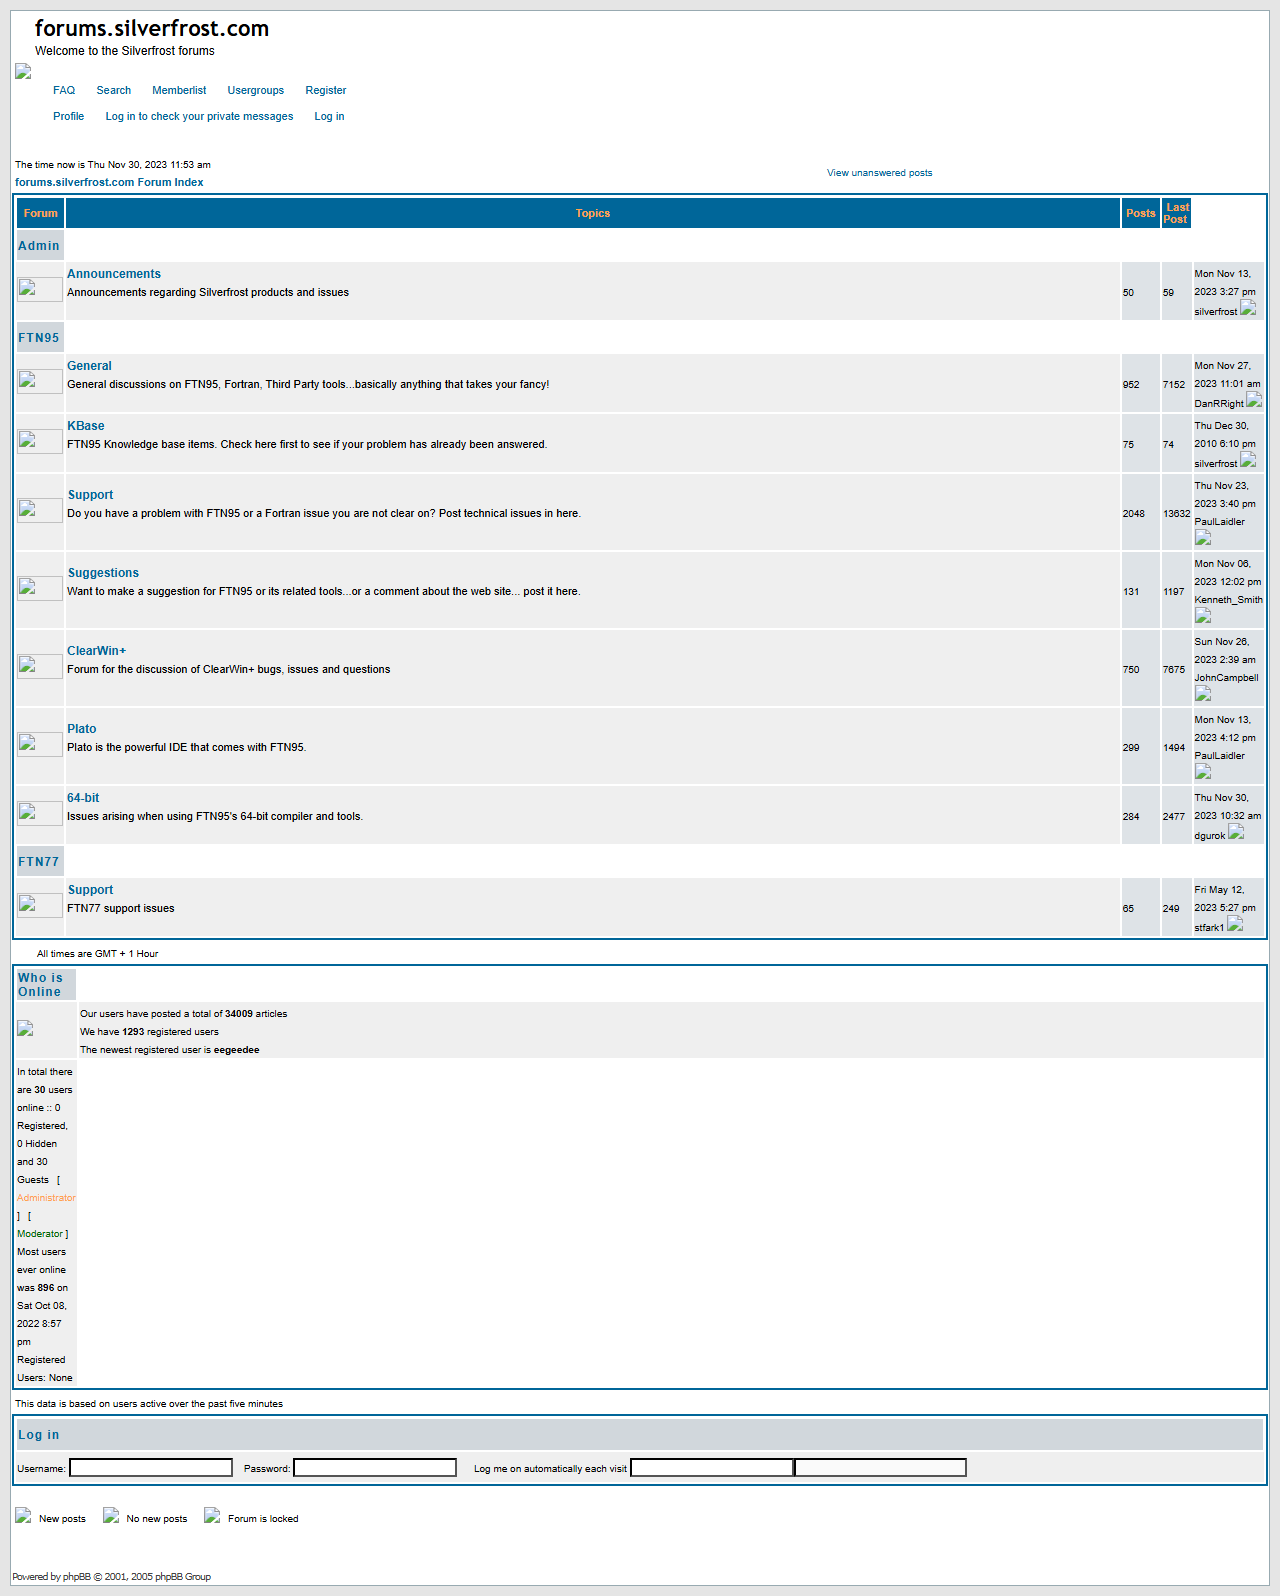 forums.silverfrost.com
Welcome to the Silverfrost forums
FAQ Search Memberlist Usergroups Register
Profile Log in to check your private messages Log in
The time now is Thu Nov 30, 2023 11:53 am
forums.silverfrost.com Forum Index
View unanswered posts
Forum Topics Posts Last Post
Admin
Announcements
Announcements regarding Silverfrost products and issues
50 59
Mon Nov 13,
2023 3:27 pm
silverfrost
FTN95
General
General discussions on FTN95, Fortran, Third Party tools...basically anything that takes your fancy!
952 7152
Mon Nov 27,
2023 11:01 am
DanRRight
KBase
FTN95 Knowledge base items. Check here first to see if your problem has already been answered.
75 74
Thu Dec 30,
2010 6:10 pm
silverfrost
Support
Do you have a problem with FTN95 or a Fortran issue you are not clear on? Post technical issues in here.
2048 13632
Thu Nov 23,
2023 3:40 pm
PaulLaidler
Suggestions
Want to make a suggestion for FTN95 or its related tools...or a comment about the web site... post it here.
131 1197
Mon Nov 06,
2023 12:02 pm
Kenneth_Smith
ClearWin+
Forum for the discussion of ClearWin+ bugs, issues and questions
750 7675
Sun Nov 26,
2023 2:39 am
JohnCampbell
Plato
Plato is the powerful IDE that comes with FTN95.
299 1494
Mon Nov 13,
2023 4:12 pm
PaulLaidler
64-bit
Issues arising when using FTN95's 64-bit compiler and tools.
284 2477
Thu Nov 30,
2023 10:32 am
dgurok
FTN77
Support
FTN77 support issues
65 249
Fri May 12,
2023 5:27 pm
stfark1
All times are GMT + 1 Hour
Who is
Online
Our users have posted a total of 34009 articles
We have 1293 registered users
The newest registered user is eegeedee
In total there
are 30 users
online :: 0
Registered,
0 Hidden
and 30
Guests [
Administrator
] [
Moderator ]
Most users
ever online
was 896 on
Sat Oct 08,
2022 8:57
pm
Registered
Users: None
This data is based on users active over the past five minutes
Log in
Username: Password: Log me on automatically each visit
New posts No new posts Forum is locked
Powered by phpBB © 2001, 2005 phpBB Group